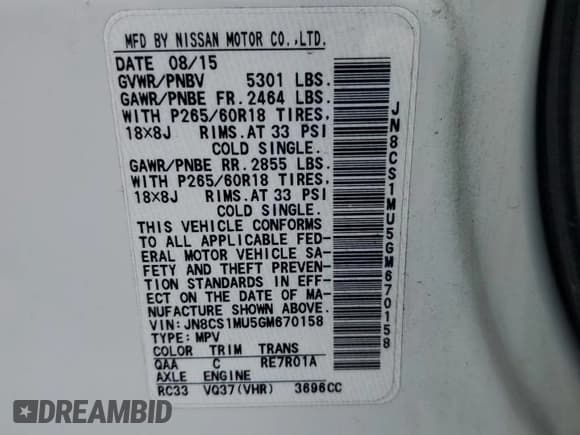 MFD BY NISSAN MOTOR CO.,LTD.
DATE 08/15
GVWR/PNBV 5301 LBS.
GAWR/PNBE FR. 2464 LBS.
WITH P265/60R18 TIRES,
18X8J RIMS.AT 33 PSI
COLD SINGLE.
GAWR/PNBE RR. 2855 LBS.
WITH P265/60R18 TIRES,
18X8J RIMS.AT 33 PSI
COLD SINGLE.
THIS VEHICLE CONFORMS
TO ALL APPLICABLE FED-
ERAL MOTOR VEHICLE SA-
FETY AND THEFT PREVEN-
TION STANDARDS IN EFF-
ECT ON THE DATE OF MA-
NUFACTURE SHOWN ABOVE.
VIN:JN8CS1MU5GM670158
TYPE:MPV
COLOR TRIM TRANS
QAA C RE7R01A
AXLE ENGINE
RC33 VQ37(VHR) 3696CC
JN8CS1MU5GM670158
DREAMBID